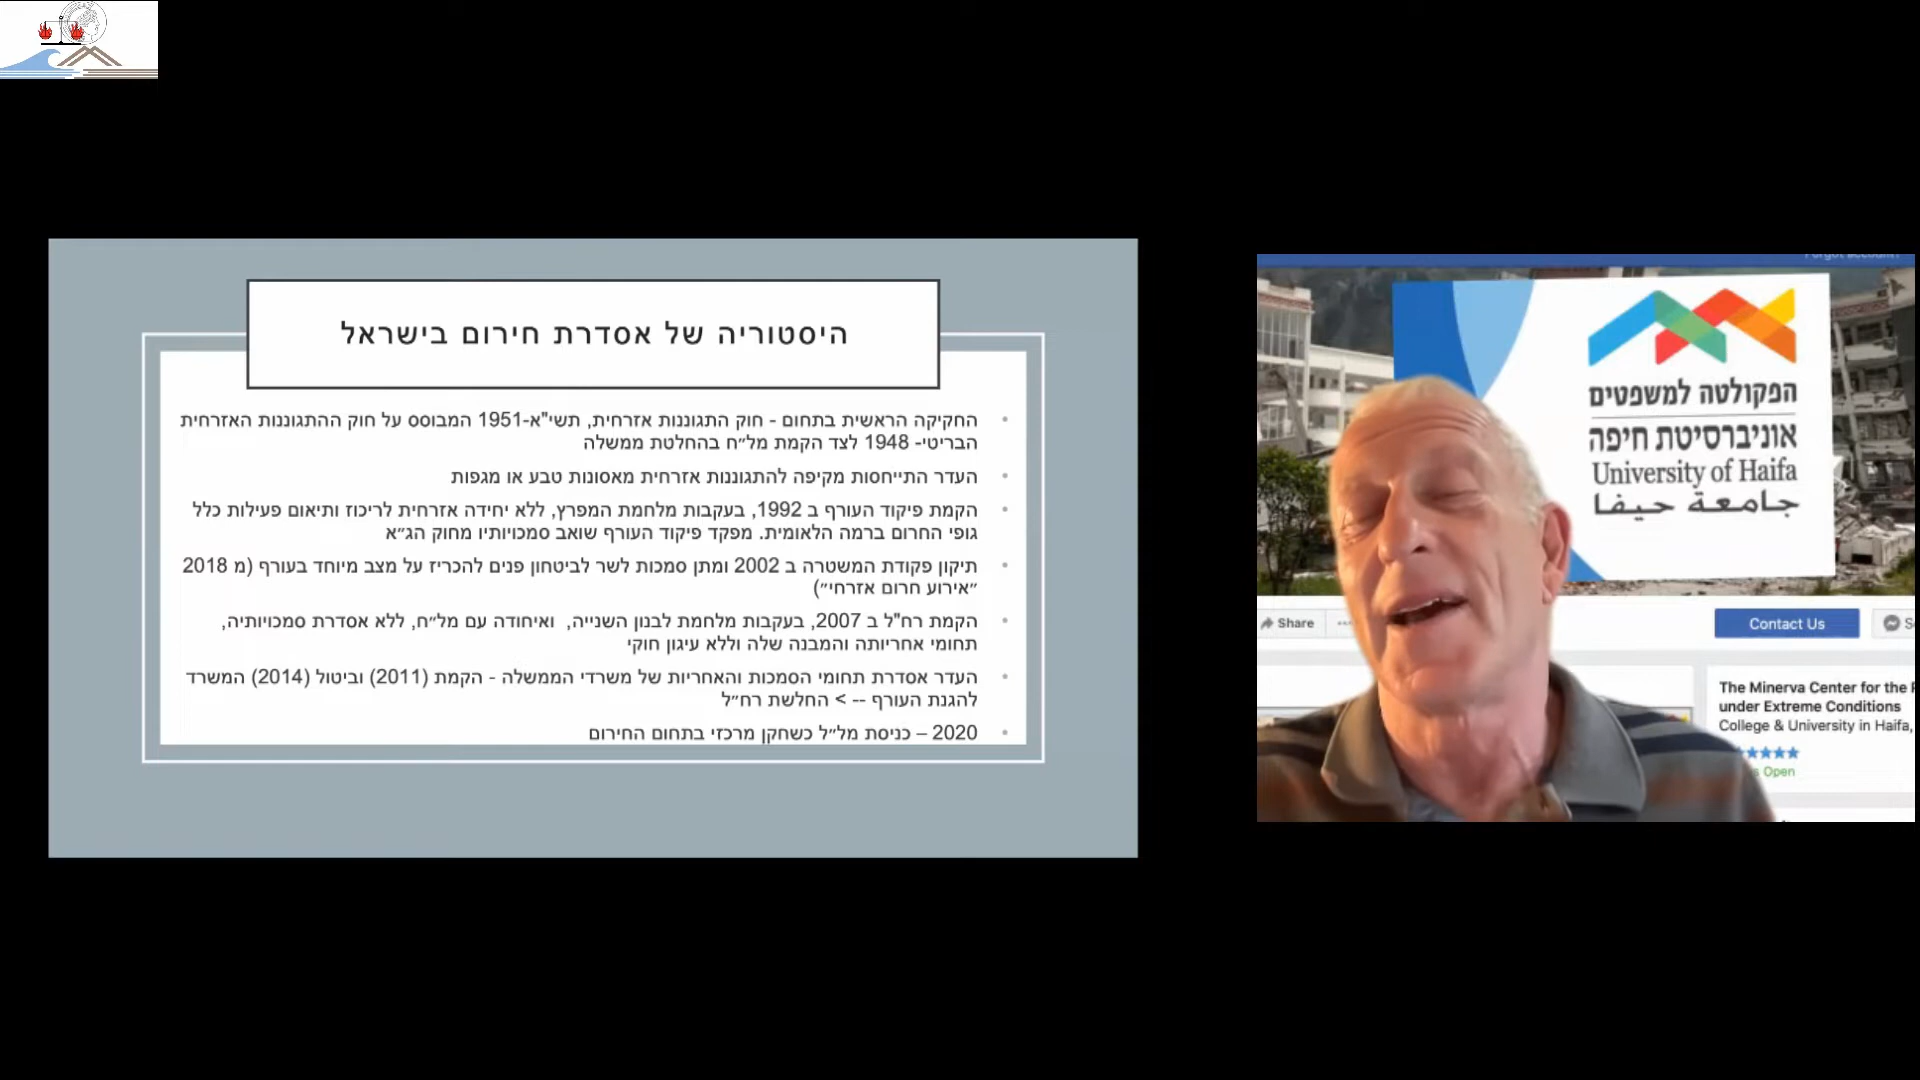 היסטוריה של אסדרת חירום בישראל
החקיקה הראשית בתחום - חוק התגוננות אזרחית, תשי"א-1951 המבוסס על חוק ההתגוננות האזרחית
הבריטי- 1948 לצד הקמת מל״ח בהחלטת ממשלה
העדר התייחסות מקיפה להתגוננות אזרחית מאסונות טבע או מגפות
הקמת פיקוד העורף ב 1992, בעקבות מלחמת המפרץ, ללא יחידה אזרחית לריכוז ותיאום פעילות כלל
גופי החרום ברמה הלאומית. מפקד פיקוד העורף שואב סמכויותיו מחוק הג״א
תיקון פקודת המשטרה ב 2002 ומתן סמכות לשר לביטחון פנים להכריז על מצב מיוחד בעורף (מ 2018
״אירוע חרום אזרחי״)
הקמת רח"ל ב 2007, בעקבות מלחמת לבנון השנייה, ואיחודה עם מל״ח, ללא אסדרת סמכויותיה,
תחומי אחריותה והמבנה שלה וללא עיגון חוקי
העדר אסדרת תחומי הסמכות והאחריות של משרדי הממשלה - הקמת (2011) וביטול (2014) המשרד
להגנת העורף -- > החלשת רח״ל
2020 – כניסת מל״ל כשחקן מרכזי בתחום החירום
Forgot account?
הפקולטה למשפטים
אוניברסיטת חיפה
University of Haifa
جامعة حيفا
Share
Contact Us
The Minerva Center for the
under Extreme Conditions
College & University in Haifa,
Open